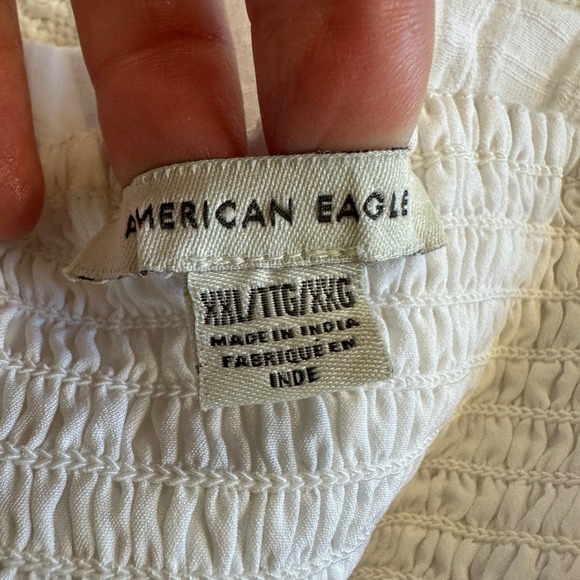 AMERICAN EAGLE
XXL/TTG/XXG
MADE IN INDIA
FABRIQUÉ EN
INDE